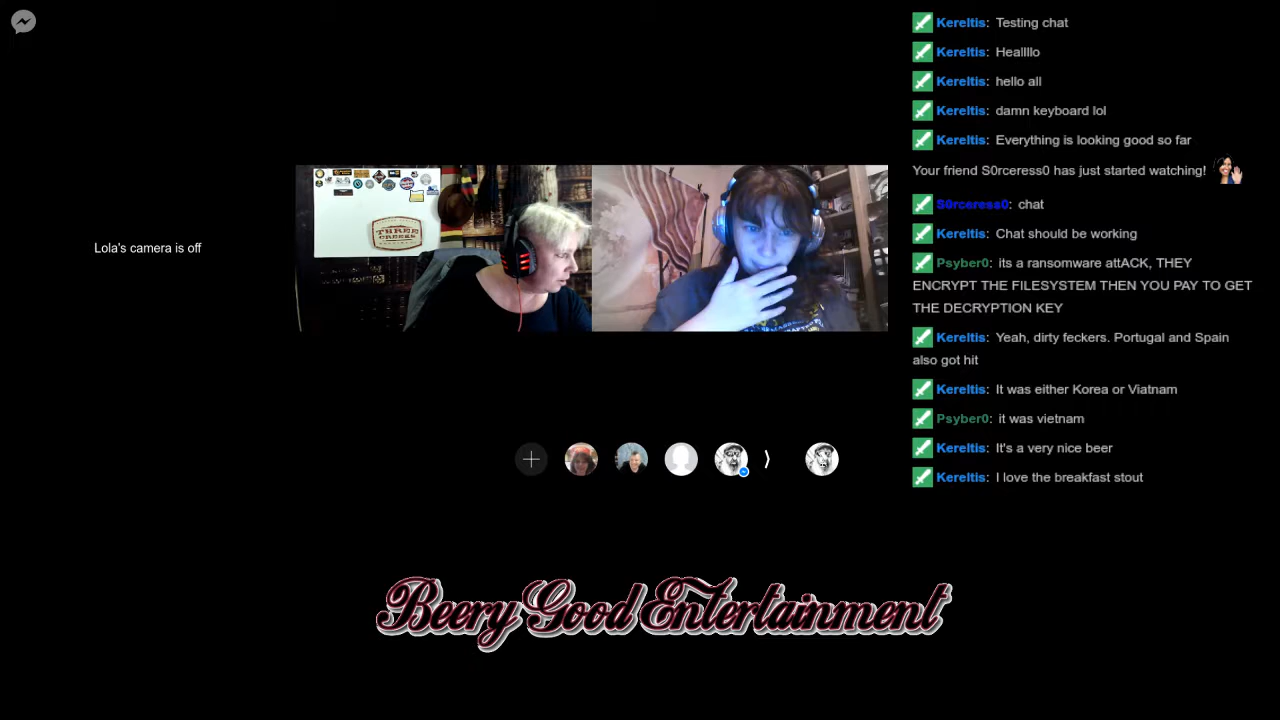 Lola's camera is off
THREE
CREEKS
Kereltis: Testing chat
Kereltis: Heallllo
Kereltis: hello all
Kereltis: damn keyboard lol
Kereltis: Everything is looking good so far
Your friend S0rceress0 has just started watching!
S0rceress0: chat
Kereltis: Chat should be working
Psyber0: its a ransomware attACK, THEY
ENCRYPT THE FILESYSTEM THEN YOU PAY TO GET
THE DECRYPTION KEY
Kereltis: Yeah, dirty feckers. Portugal and Spain
also got hit
Kereltis: It was either Korea or Viatnam
Psyber0: it was vietnam
Kereltis: It's a very nice beer
Kereltis: I love the breakfast stout
Beery Good Entertainment